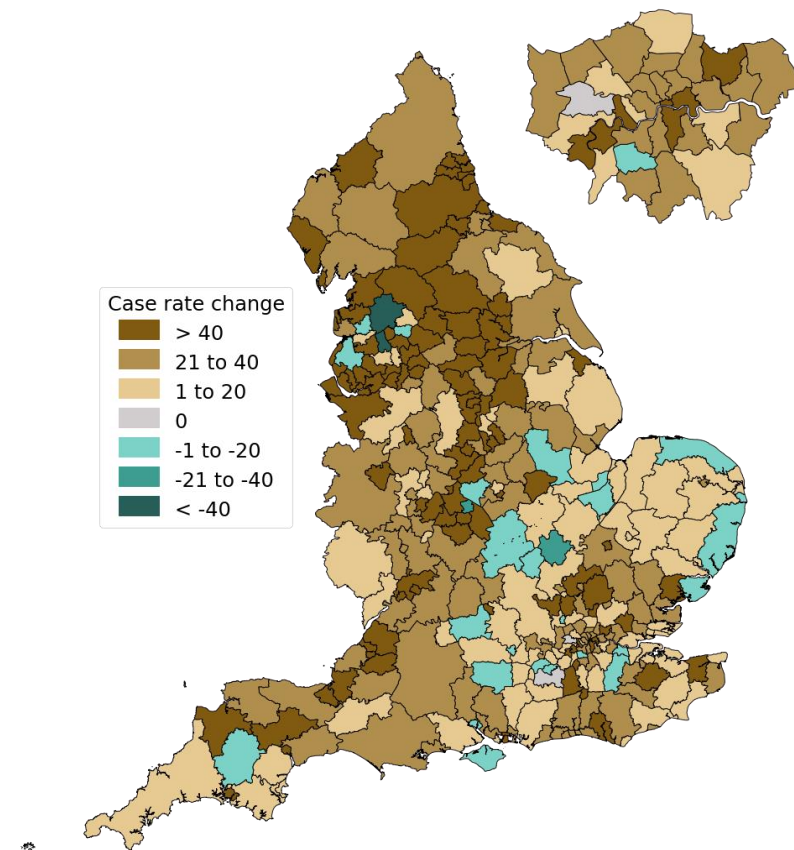 Case rate change
> 40
21 to 40
1 to 20
0
-1 to -20
-21 to -40
< -40